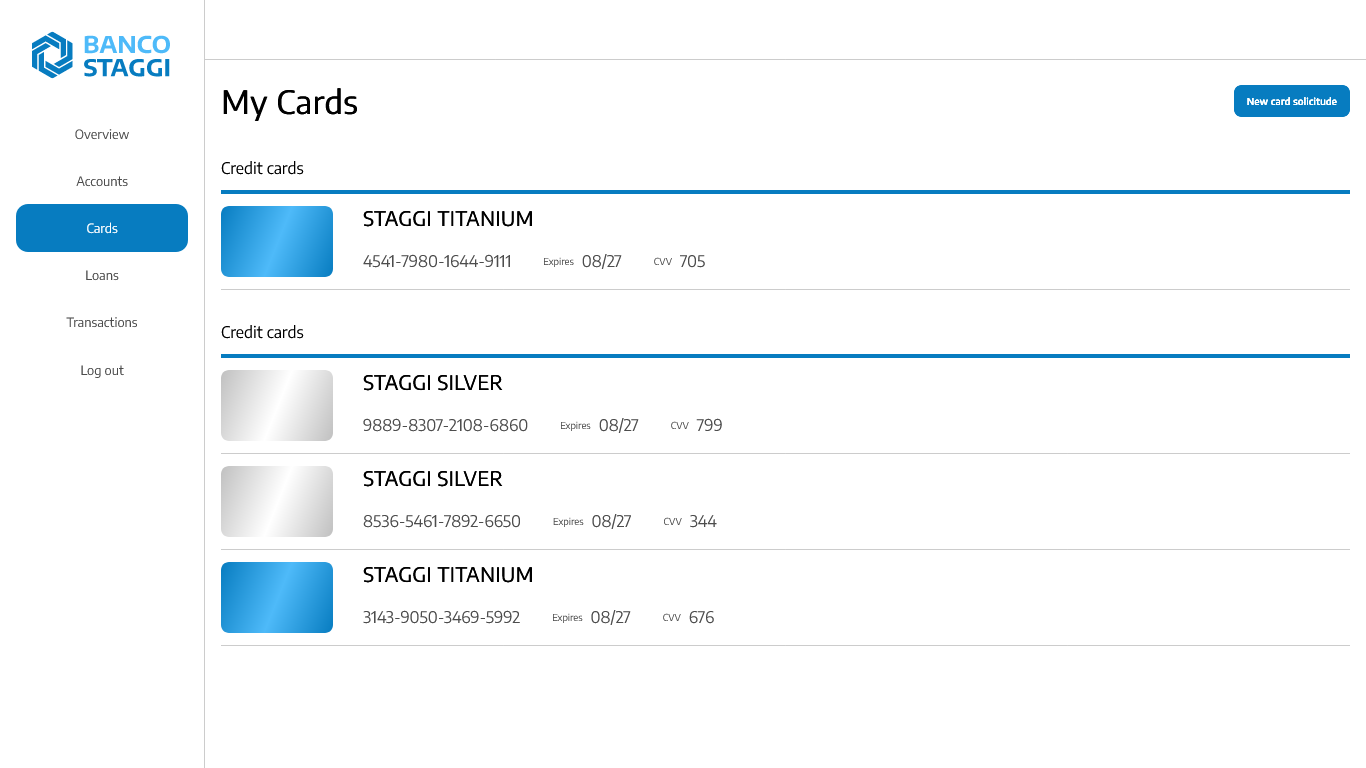 BANCO
STAGGI
Overview
Accounts
Cards
Loans
Transactions
Log out
My Cards
New card solicitude
Credit cards
STAGGI TITANIUM
4541-7980-1644-9111 Expires 08/27 CVV 705
Credit cards
STAGGI SILVER
9889-8307-2108-6860 Expires 08/27 CVV 799
STAGGI SILVER
8536-5461-7892-6650 Expires 08/27 CVV 344
STAGGI TITANIUM
3143-9050-3469-5992 Expires 08/27 CVV 676